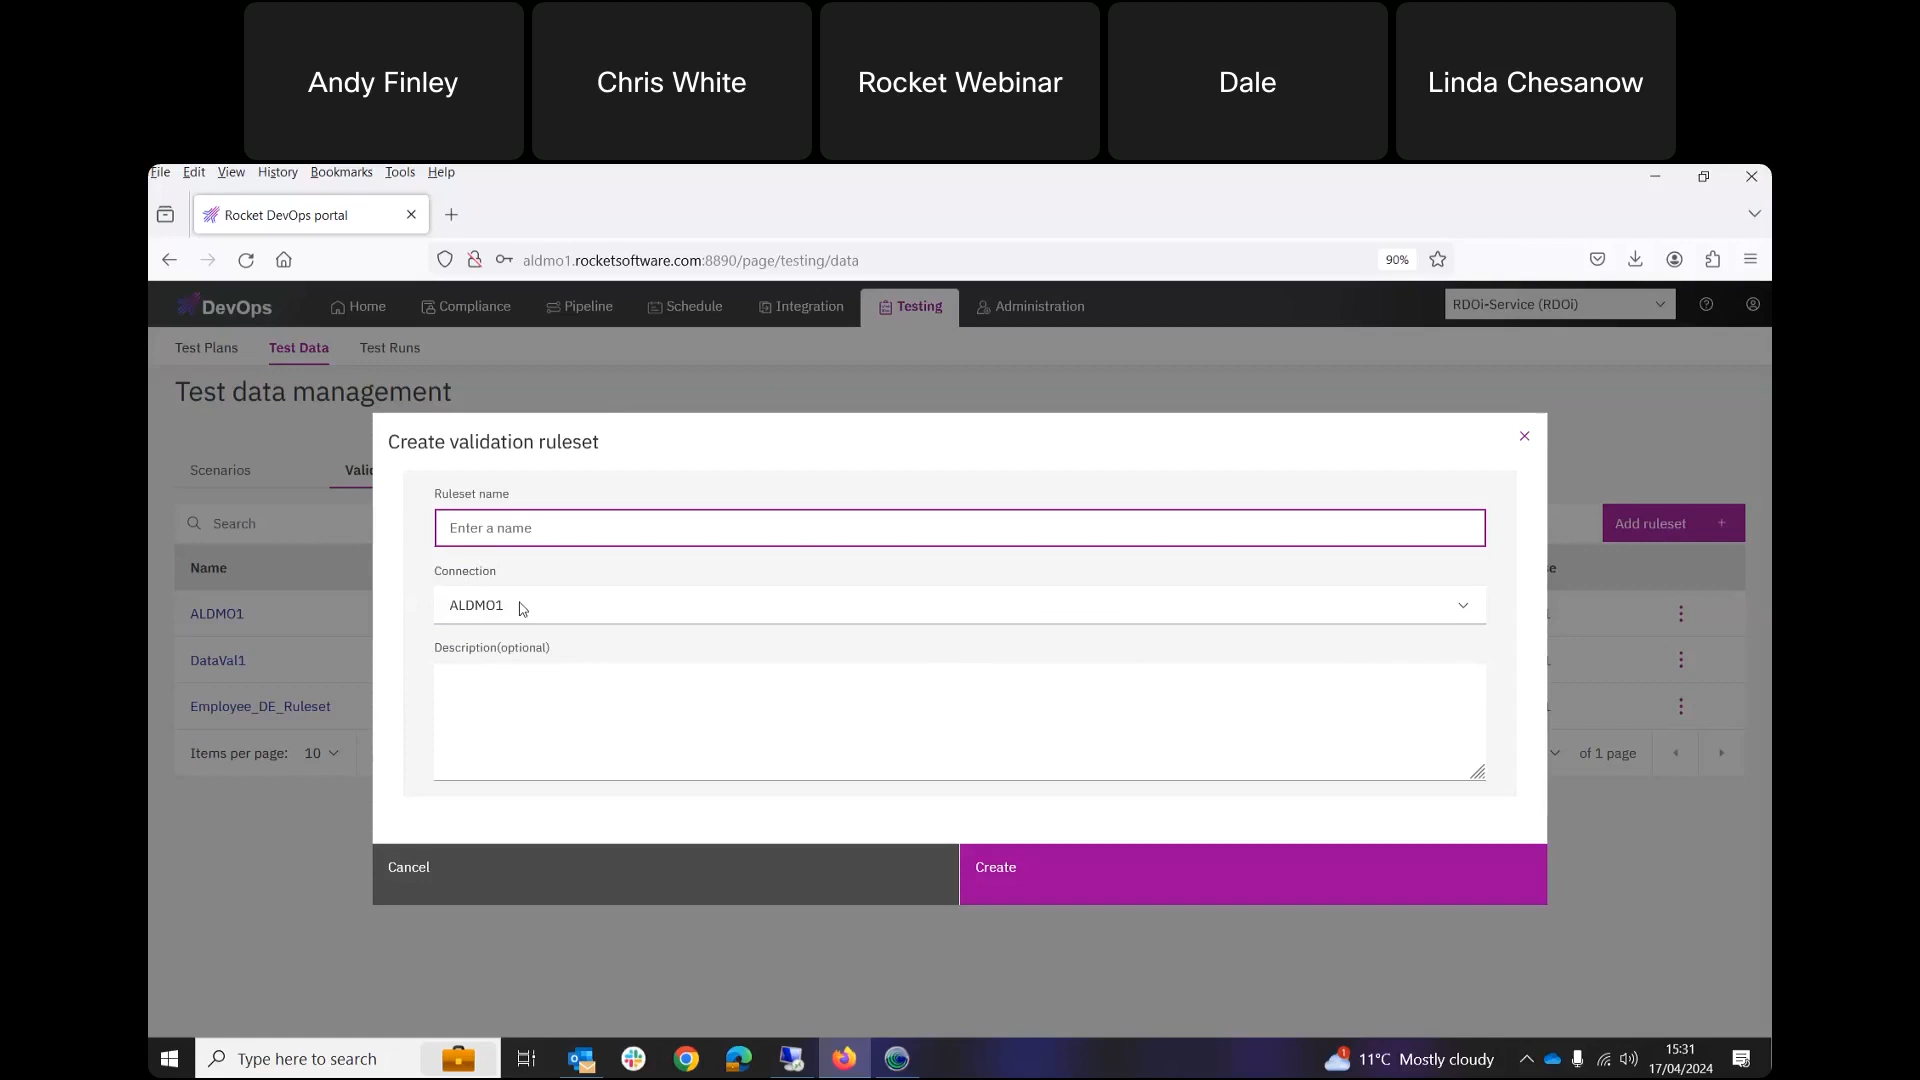 Andy Finley Chris White Rocket Webinar Dale Linda Chesanow
File Edit View History Bookmarks Tools Help
Rocket DevOps portal
aldmo1.rocketsoftware.com:8890/page/testing/data 90%
DevOps Home Compliance Pipeline Schedule Integration Testing Administration RDOi-Service (RDOi)
Test Plans Test Data Test Runs
Test data management
Create validation ruleset
Scenarios Valid
Ruleset name
Search Enter a name Add ruleset +
Name Connection se
ALDMO1 ALDMO1
Description(optional)
DataVal1
Employee_DE_Ruleset
Items per page: 10 of 1 page
Cancel Create
Type here to search 1 11°C Mostly cloudy 15:31
17/04/2024